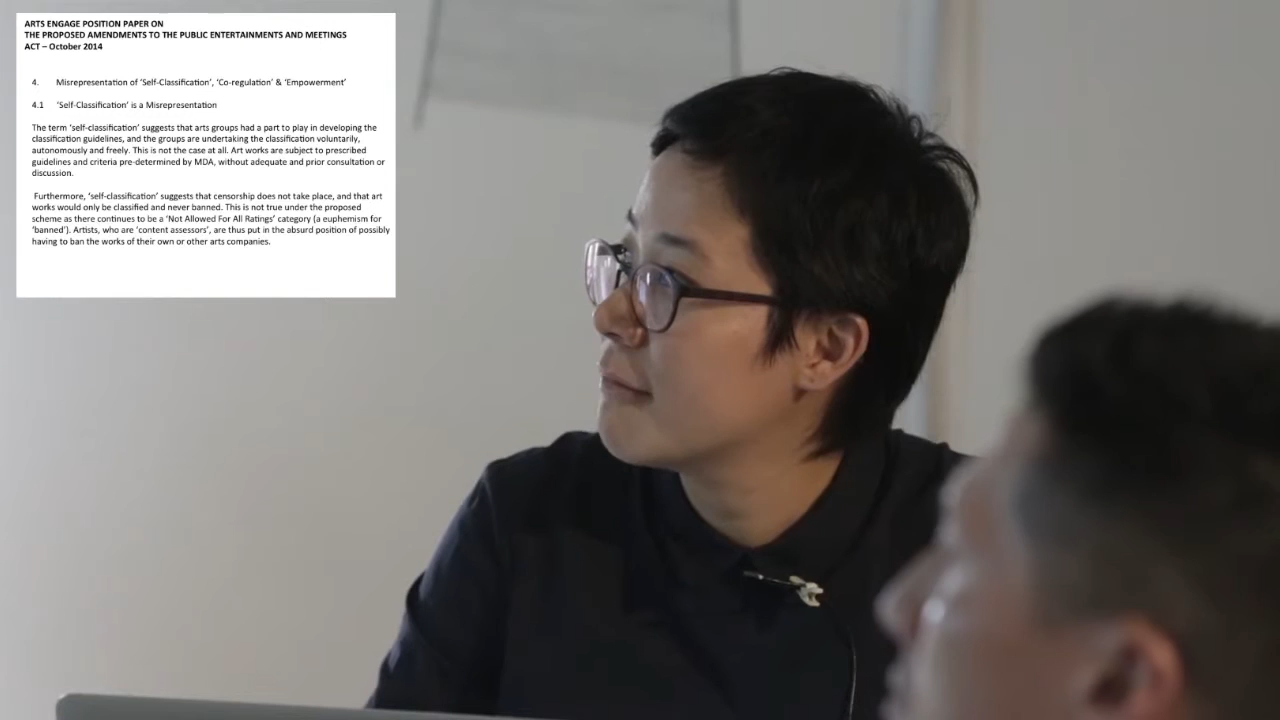 ARTS ENGAGE POSITION PAPER ON
THE PROPOSED AMENDMENTS TO THE PUBLIC ENTERTAINMENTS AND MEETINGS
ACT – October 2014
4. Misrepresentation of ‘Self-Classification’, ‘Co-regulation’ & ‘Empowerment’
4.1 ‘Self-Classification’ is a Misrepresentation
The term ‘self-classification’ suggests that arts groups had a part to play in developing the
classification guidelines, and the groups are undertaking the classification voluntarily,
autonomously and freely. This is not the case at all. Art works are subject to prescribed
guidelines and criteria pre-determined by MDA, without adequate and prior consultation or
discussion.
Furthermore, ‘self-classification’ suggests that censorship does not take place, and that art
works would only be classified and never banned. This is not true under the proposed
scheme as there continues to be a ‘Not Allowed For All Ratings’ category (a euphemism for
‘banned’). Artists, who are ‘content assessors’, are thus put in the absurd position of possibly
having to ban the works of their own or other arts companies.